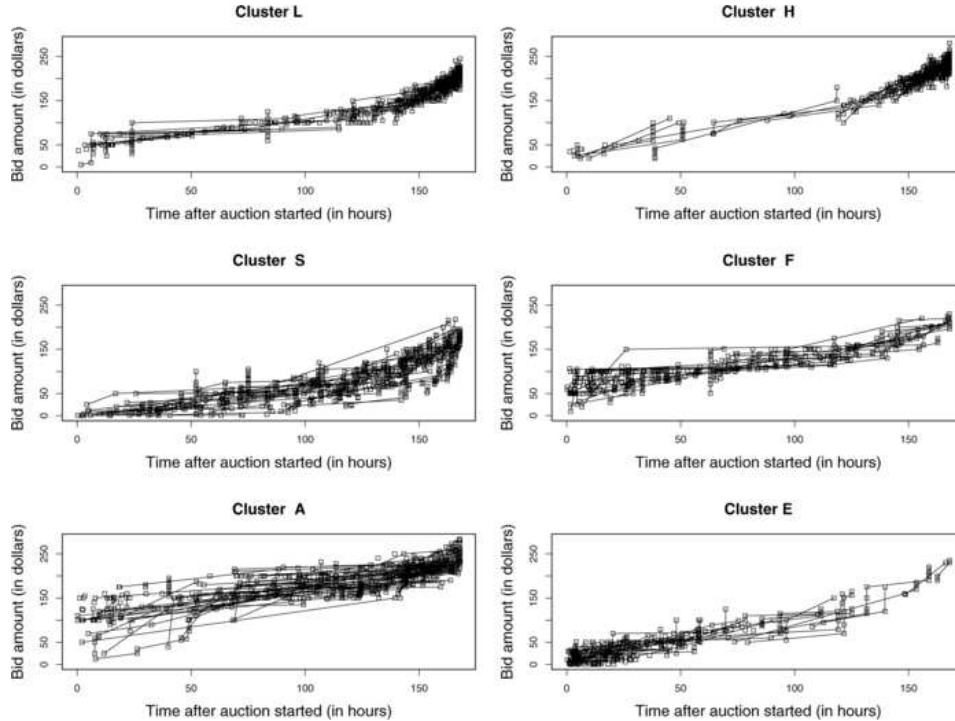 Cluster L
Bid amount (in dollars)
0 50 150 250
0 50 100 150
Time after auction started (in hours)
Cluster H
Bid amount (in dollars)
0 50 150 250
0 50 100 150
Time after auction started (in hours)
Cluster S
Bid amount (in dollars)
0 50 150 250
0 50 100 150
Time after auction started (in hours)
Cluster F
Bid amount (in dollars)
0 50 150 250
0 50 100 150
Time after auction started (in hours)
Cluster A
Bid amount (in dollars)
0 50 150 250
0 50 100 150
Time after auction started (in hours)
Cluster E
Bid amount (in dollars)
0 50 150 250
0 50 100 150
Time after auction started (in hours)